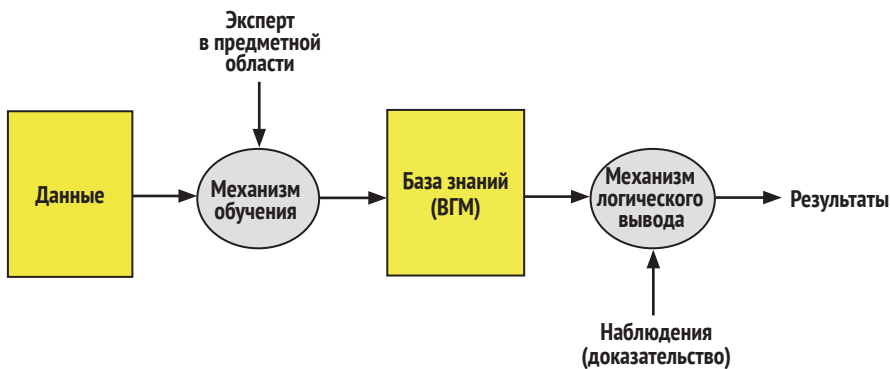 Эксперт
в предметной
области
Данные
Механизм
обучения
База знаний
(ВГМ)
Механизм
логического
вывода
Результаты
Наблюдения
(доказательство)